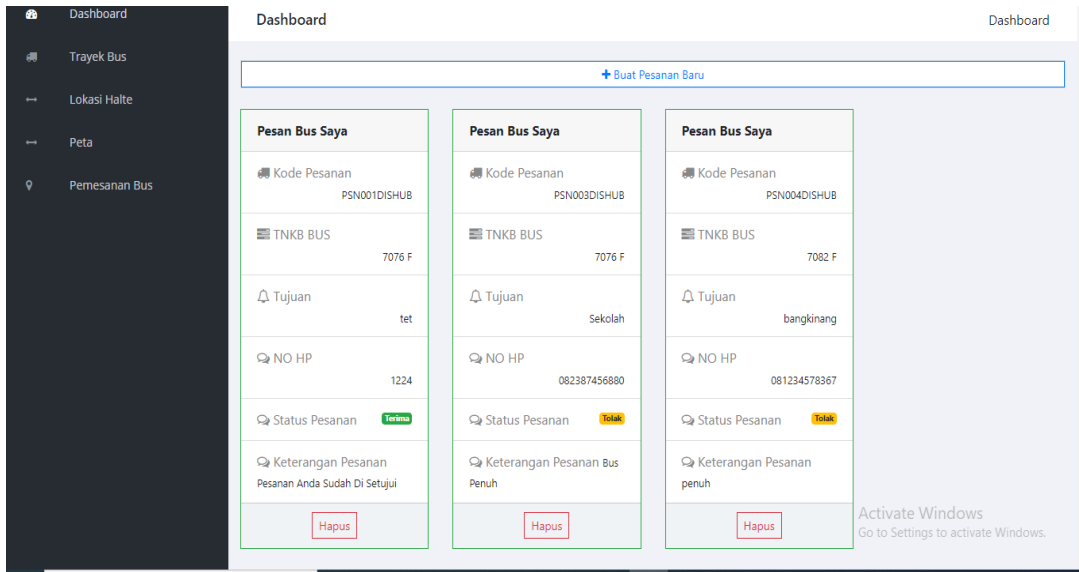 Dashboard
Trayek Bus
Lokasi Halte
Peta
Pemesanan Bus
Dashboard
Dashboard
Buat Pesanan Baru
Pesan Bus Saya
Kode Pesanan
PSN001DISHUB
TNKB BUS
7076 F
Tujuan
tet
NO HP
1224
Status Pesanan Terima
Keterangan Pesanan
Pesanan Anda Sudah Di Setujui
Hapus
Pesan Bus Saya
Kode Pesanan
PSN003DISHUB
TNKB BUS
7076 F
Tujuan
Sekolah
NO HP
082387456880
Status Pesanan Tolak
Keterangan Pesanan Bus
Penuh
Hapus
Pesan Bus Saya
Kode Pesanan
PSN004DISHUB
TNKB BUS
7082 F
Tujuan
bangkinang
NO HP
081234578367
Status Pesanan Tolak
Keterangan Pesanan
penuh
Hapus
Activate Windows
Go to Settings to activate Windows.